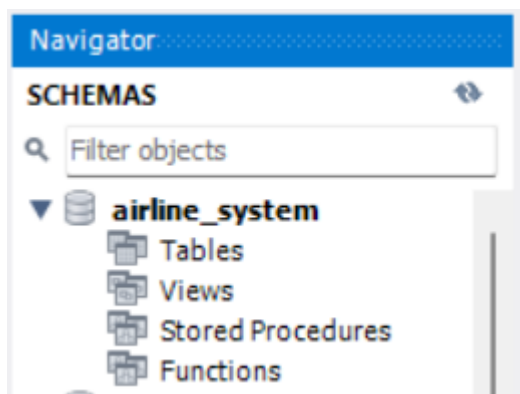 Navigator
SCHEMAS
Filter objects
airline_system
Tables
Views
Stored Procedures
Functions